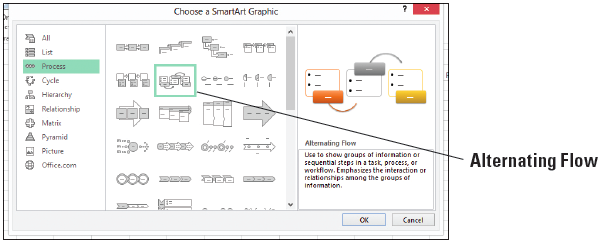 Choose a SmartArt Graphic
?
All
List
Process
Cycle
Hierarchy
Relationship
Matrix
Pyramid
Picture
Office.com
Alternating Flow
Use to show groups of information or
sequential steps in a task, process, or
workflow. Emphasizes the interaction or
relationships among the groups of
information.
OK
Cancel
Alternating Flow